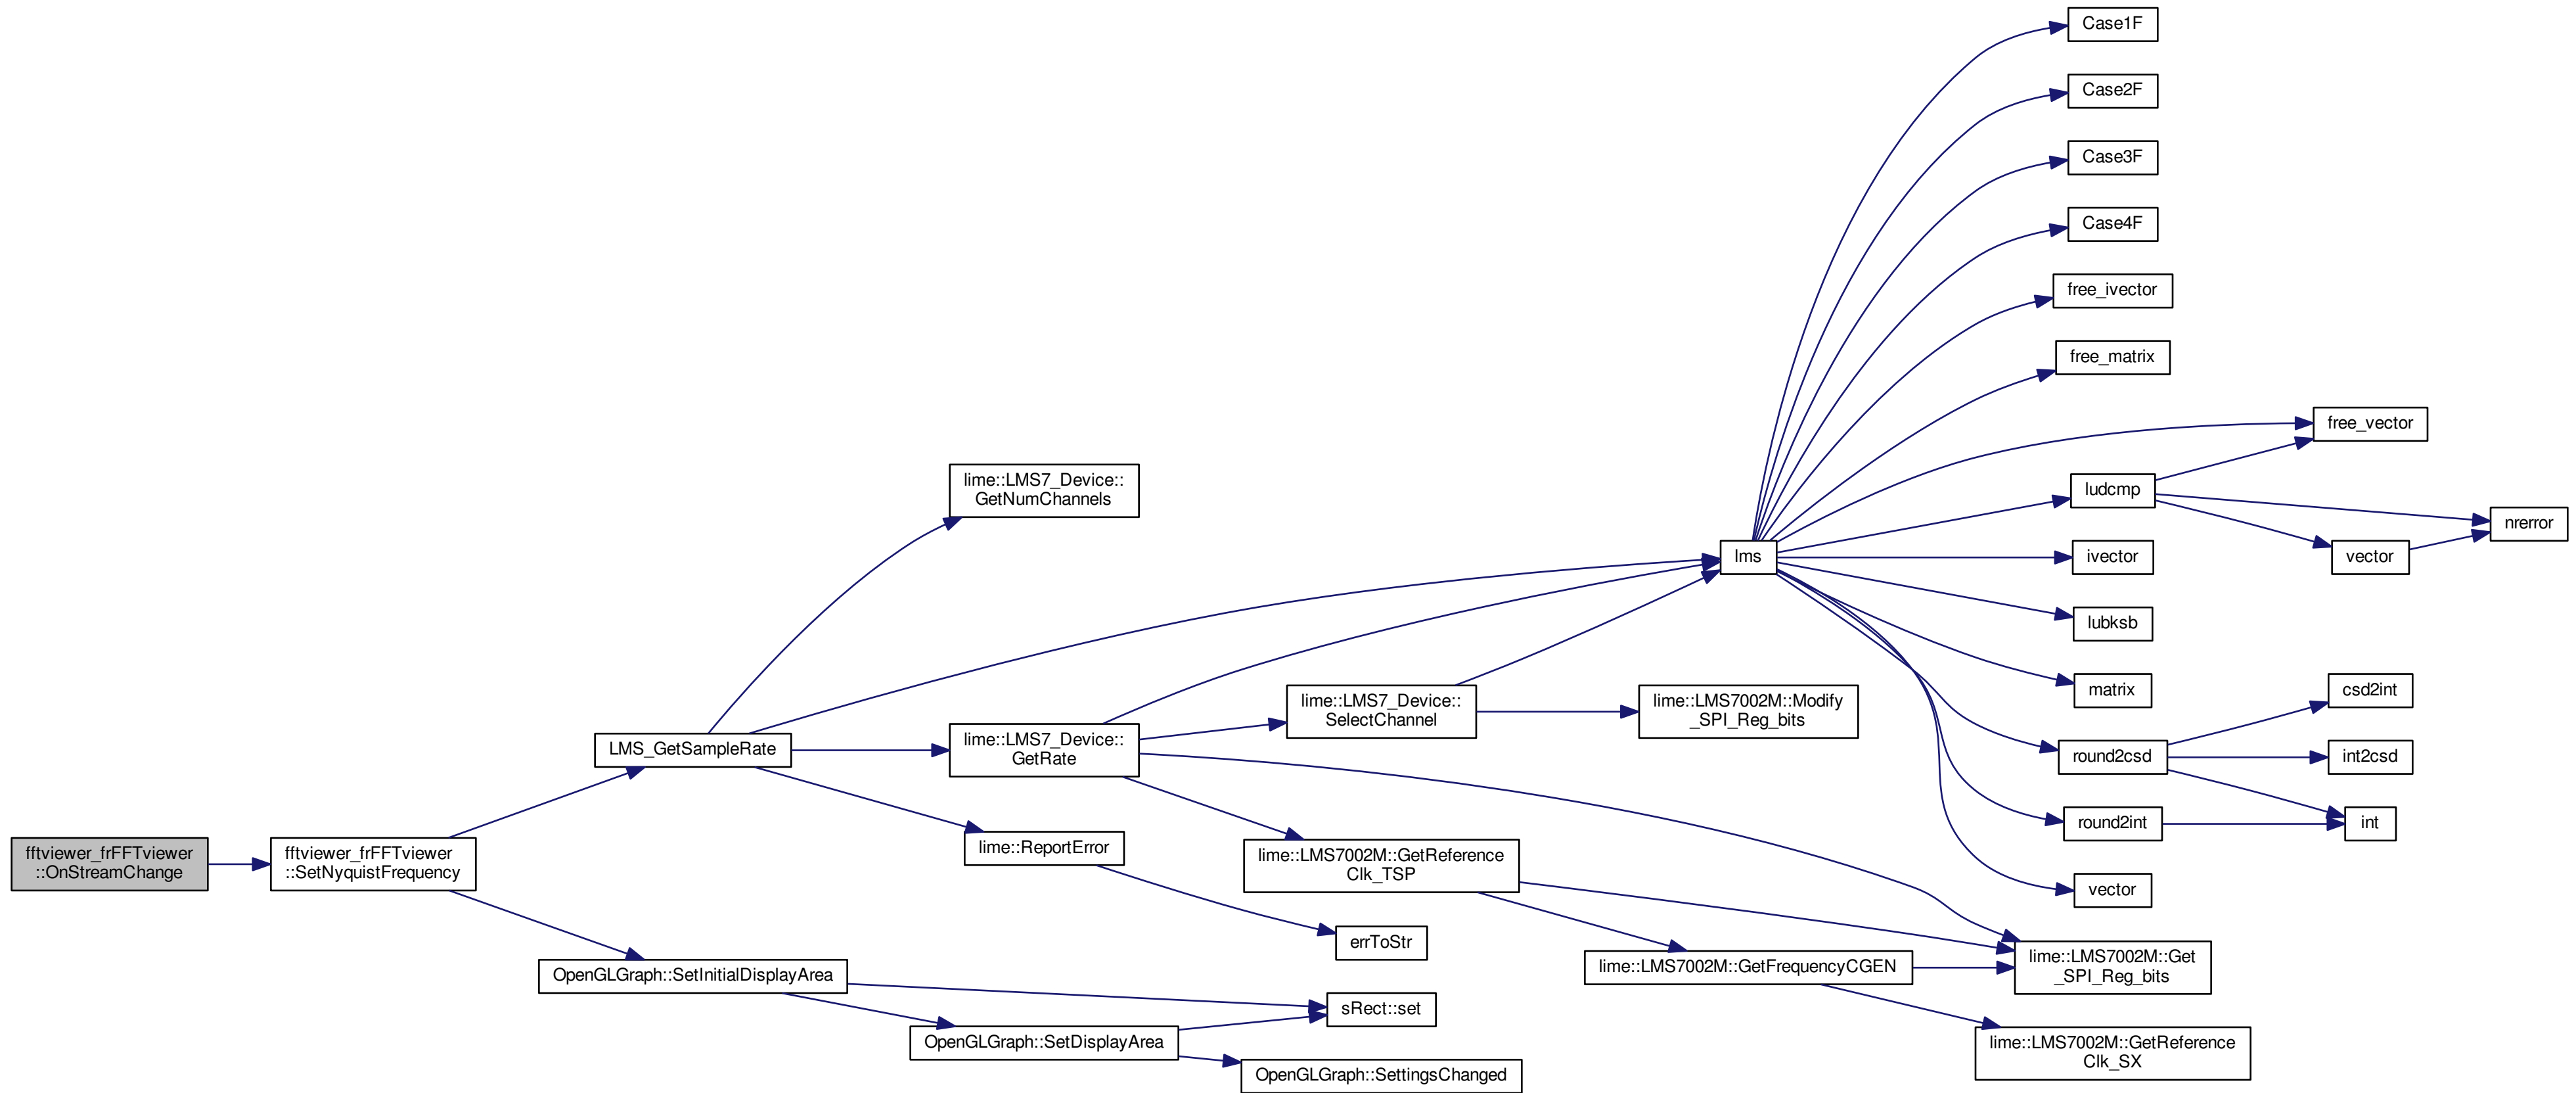 fftviewer_frFFTviewer
::OnStreamChange
fftviewer_frFFTviewer
::SetNyquistFrequency
LMS_GetSampleRate
OpenGLGraph::SetInitialDisplayArea
lime::LMS7_Device::
GetNumChannels
lime::LMS7_Device::
GetRate
lime::ReportError
OpenGLGraph::SetDisplayArea
lime::LMS7_Device::
SelectChannel
lime::LMS7002M::GetReference
Clk_TSP
errToStr
sRect::set
OpenGLGraph::SettingsChanged
lms
lime::LMS7002M::Modify
_SPI_Reg_bits
lime::LMS7002M::GetFrequencyCGEN
Case1F
Case2F
Case3F
Case4F
free_ivector
free_matrix
free_vector
ludcmp
nrerror
ivector
vector
lubksb
matrix
csd2int
round2csd
int2csd
round2int
int
vector
lime::LMS7002M::Get
_SPI_Reg_bits
lime::LMS7002M::GetReference
Clk_SX